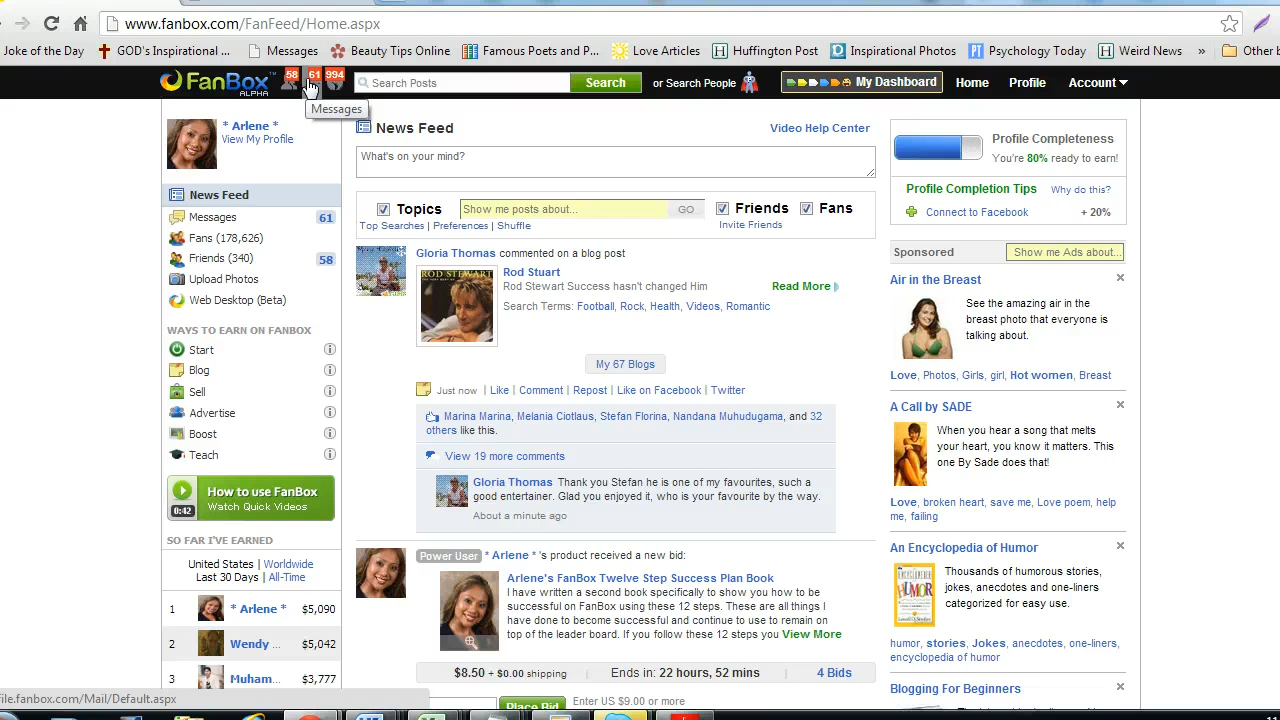 www.fanbox.com/FanFeed/Home.aspx
Joke of the Day
GOD's Inspirational ...
Messages
Beauty Tips Online
Famous Poets and P...
Love Articles
Huffington Post
Inspirational Photos
Psychology Today
Weird News
»
FanBox™
ALPHA
58
61
994
Search Posts
Search
or Search People
My Dashboard
Home
Profile
Account
Messages
* Arlene *
View My Profile
News Feed
Messages 61
Fans (178,626)
Friends (340) 58
Upload Photos
Web Desktop (Beta)
WAYS TO EARN ON FANBOX
Start
Blog
Sell
Advertise
Boost
Teach
How to use FanBox
Watch Quick Videos
0:42
SO FAR I'VE EARNED
United States | Worldwide
Last 30 Days | All-Time
1 * Arlene * $5,090
2 Wendy ... $5,042
3 Muham... $3,777
file.fanbox.com/Mail/Default.aspx
News Feed
Video Help Center
What's on your mind?
Topics
Show me posts about...
GO
Friends
Fans
Top Searches | Preferences | Shuffle
Invite Friends
Gloria Thomas commented on a blog post
ROD STEWART
Rod Stuart
Rod Stewart Success hasn't changed Him
Read More
Search Terms: Football, Rock, Health, Videos, Romantic
My 67 Blogs
Just now | Like | Comment | Repost | Like on Facebook | Twitter
Marina Marina, Melania Ciotlaus, Stefan Florina, Nandana Muhudugama, and 32
others like this.
View 19 more comments
Gloria Thomas Thank you Stefan he is one of my favourites, such a
good entertainer. Glad you enjoyed it, who is your favourite by the way.
About a minute ago
Power User * Arlene * 's product received a new bid:
Arlene's FanBox Twelve Step Success Plan Book
I have written a second book specifically to show you how to be
successful on FanBox using these 12 steps. These are all things I
have done to become successful and continue to use to remain on
top of the leader board. If you follow these 12 steps you View More
$8.50 + $0.00 shipping | Ends in: 22 hours, 52 mins | 4 Bids
Place Bid
Enter US $9.00 or more
Profile Completeness
You're 80% ready to earn!
Profile Completion Tips
Why do this?
Connect to Facebook
+ 20%
Sponsored
Show me Ads about...
Air in the Breast
See the amazing air in the
breast photo that everyone is
talking about.
Love, Photos, Girls, girl, Hot women, Breast
A Call by SADE
When you hear a song that melts
your heart, you know it matters. This
one By Sade does that!
Love, broken heart, save me, Love poem, help
me, failing
An Encyclopedia of Humor
HUMOR
Thousands of humorous stories,
jokes, anecdotes and one-liners
categorized for easy use.
humor, stories, Jokes, anecdotes, one-liners,
encyclopedia of humor
Blogging For Beginners